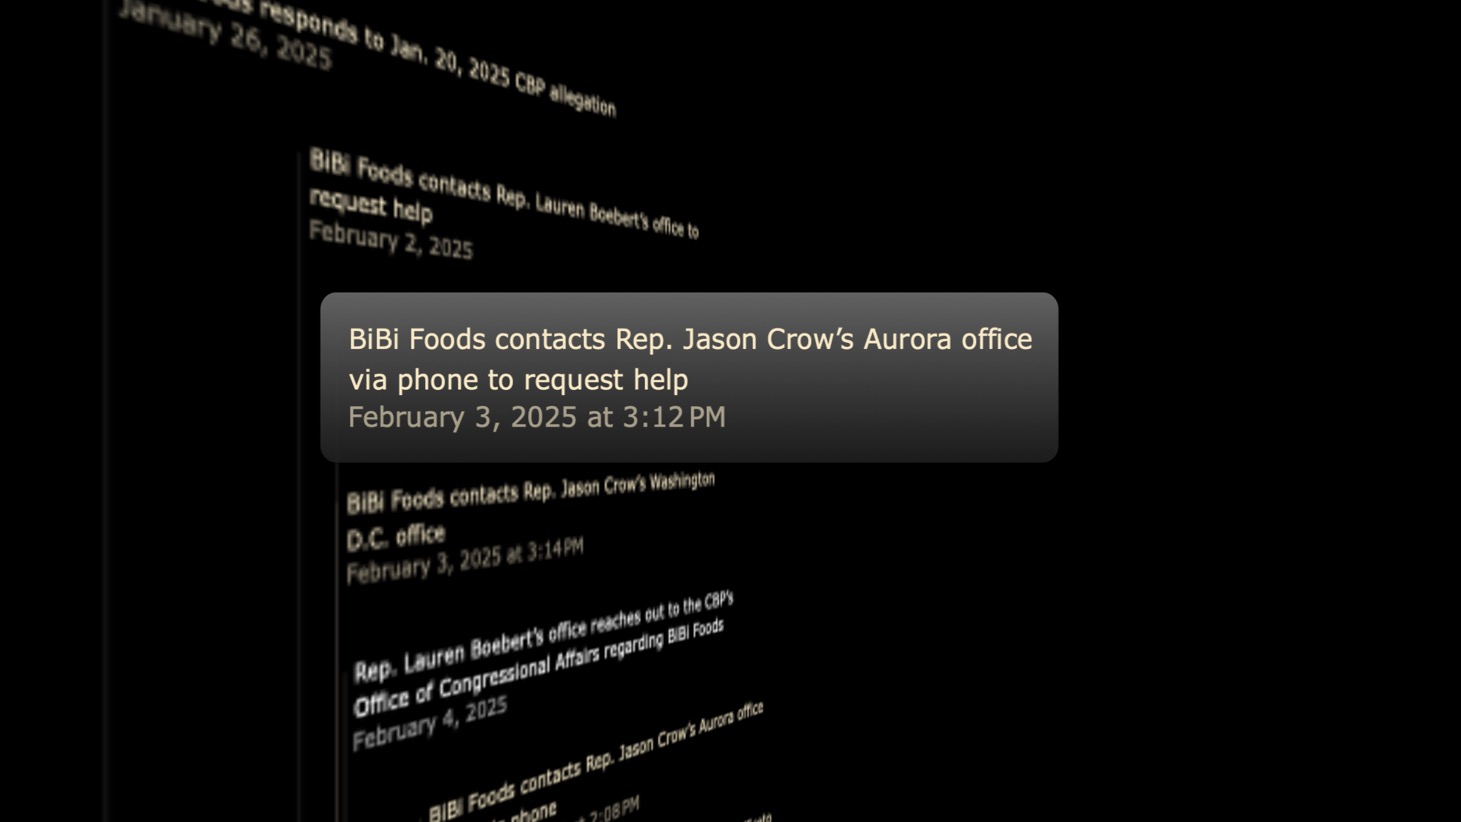 responds to Jan. 20, 2025 CBP allegation
January 26, 2025
BiBi Foods contacts Rep. Lauren Boebert’s office to
request help
February 2, 2025
BiBi Foods contacts Rep. Jason Crow’s Aurora office
via phone to request help
February 3, 2025 at 3:12 PM
BiBi Foods contacts Rep. Jason Crow’s Washington
D.C. office
February 3, 2025 at 3:14 PM
Rep. Lauren Boebert’s office reaches out to the CBP’s
Office of Congressional Affairs regarding BiBi Foods
February 4, 2025
BiBi Foods contacts Rep. Jason Crow’s Aurora office
phone
2:08 PM